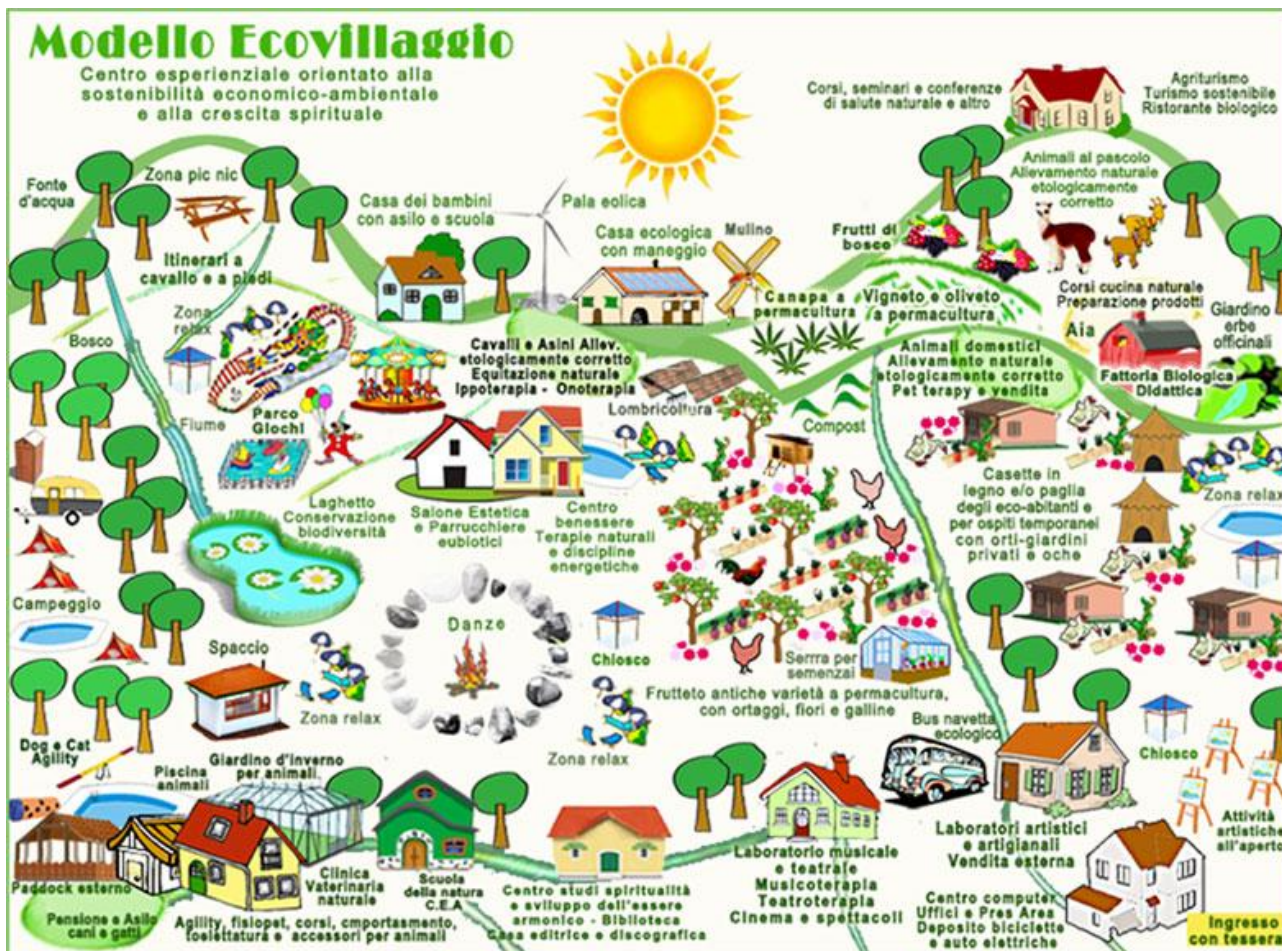 Modello Ecovillaggio
Centro esperienziale orientato alla
sostenibilità economico-ambientale
e alla crescita spirituale
Corsi, seminari e conferenze
di salute naturale e altro
Agriturismo
Turismo sostenibile
Ristorante biologico
Fonte
d'acqua
Zona pic nic
Casa dei bambini
con asilo e scuola
Pala eolica
Casa ecologica
con maneggio
Mulino
Frutti di
bosco
Animali al pascolo
Allevamento naturale
etologicamente
corretto
Itinerari a
cavallo e a piedi
Zona
relax
Bosco
Fiume
Parco
Giochi
Cavalli e Asini Allev.
etologicamente corretto
Equitazione naturale
Ippoterapia - Onoterapia
Canapa a
permacultura
Vigneto e oliveto
a permacultura
Corsi cucina naturale
Preparazione prodotti
Aia
Giardino
erbe
officinali
Animali domestici
Allevamento naturale
etologicamente corretto
Pet terapy e vendita
Fattoria Biologica
Didattica
Lombricoltura
Compost
Laghetto
Conservazione
biodiversità
Salone Estetica
e Parrucchiere
eubiotici
Centro
benessere
Terapie naturali
e discipline
energetiche
Casette in
legno e/o paglia
degli eco-abitanti e
per ospiti temporanei
con orti-giardini
privati e oche
Zona relax
Campeggio
Danze
Chiosco
Spaccio
Zona relax
Zona relax
Serrra per
semenzai
Frutteto antiche varietà a permacultura,
con ortaggi, fiori e galline
Bus navetta
ecologico
Chiosco
Dog e Cat
Agility
Piscina
animali
Giardino d'inverno
per animali,
Paddock esterno
Pensione e Asilo
cani e gatti
Clinica
Vaterinaria
naturale
Agility, fisiopet, corsi, cmportasmento,
toelettatura e accessori per animali
Scuola
della natura
C.E.A
Centro studi spiritualità
e sviluppo dell'essere
armonico - Biblioteca
Casa editrice e discografica
Laboratorio musicale
e teatrale
Musicoterapia
Teatroterapia
Cinema e spettacoli
Laboratori artistici
e artigianali
Vendita esterna
Attività
artistiche
all'aperto
Centro computer
Uffici e Pres Area
Deposito biciclette
e auto elettriche
Ingresso
con tessera